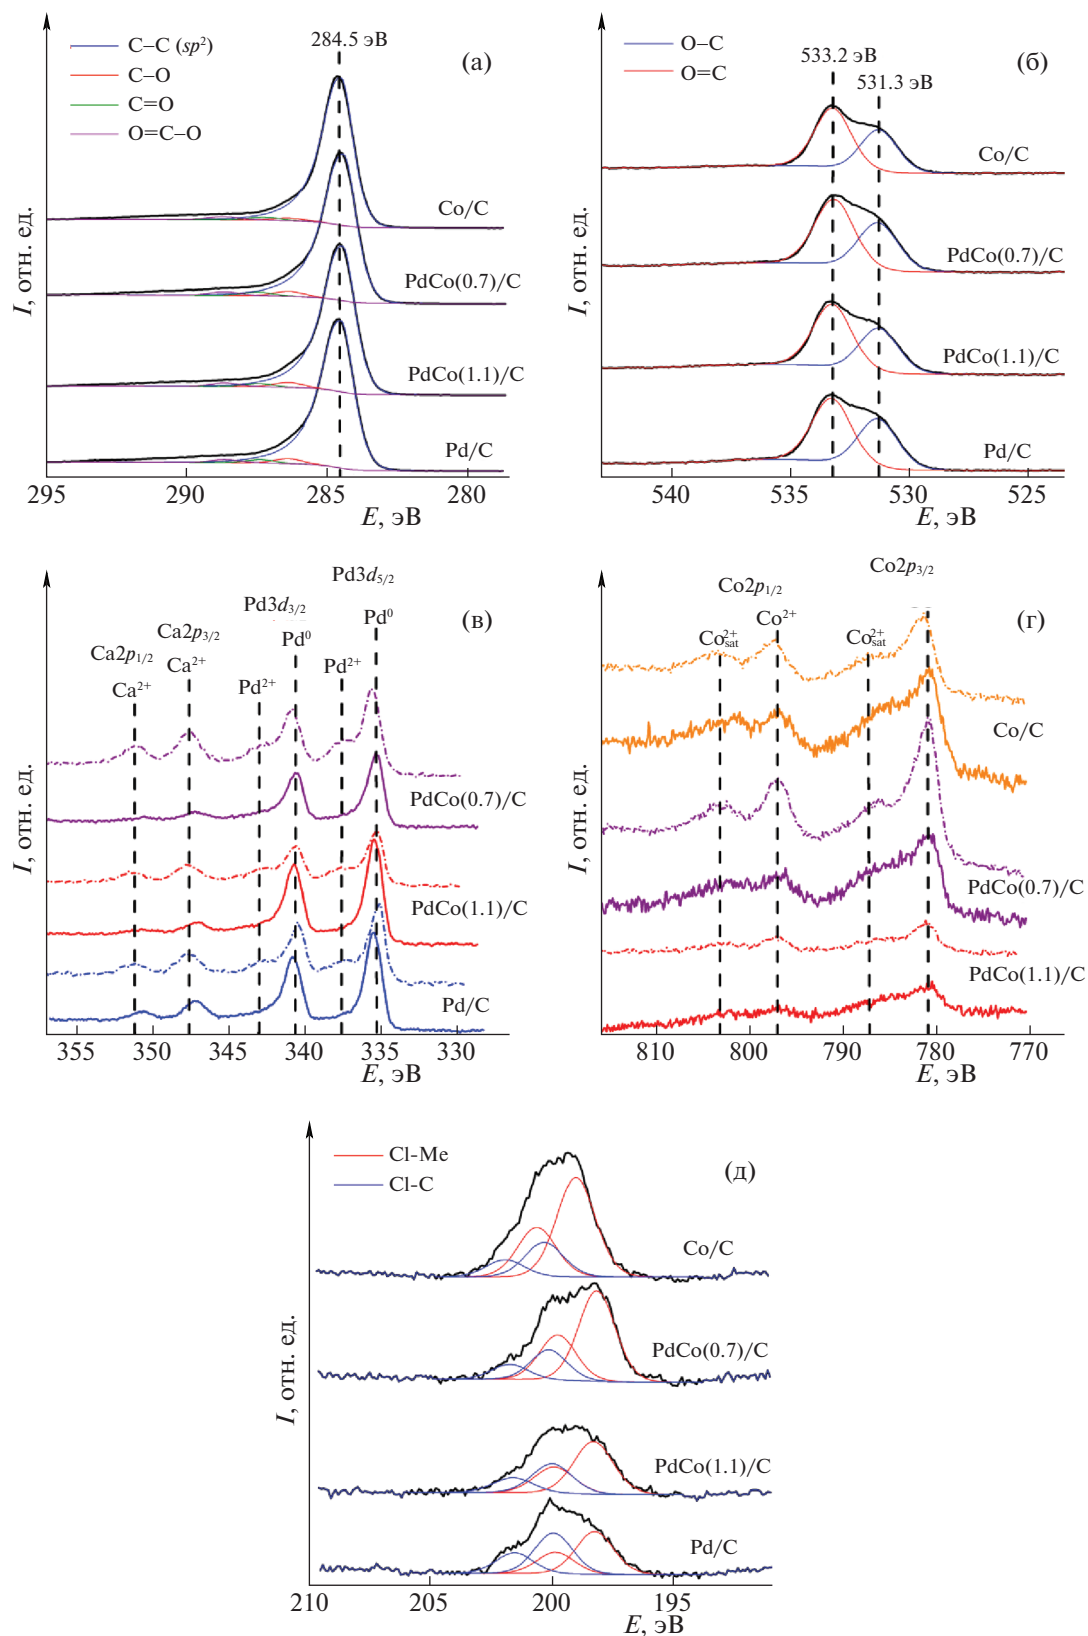 C–C (sp²)
C–O
C=O
O=C–O
284.5 эВ
(а)
Co/C
PdCo(0.7)/C
PdCo(1.1)/C
Pd/C
I, отн. ед.
295
290
285
280
E, эВ
O–C
O=C
533.2 эВ
531.3 эВ
(б)
Co/C
PdCo(0.7)/C
PdCo(1.1)/C
Pd/C
I, отн. ед.
540
535
530
525
E, эВ
Pd3d₅/₂
Pd3d₃/₂
Pd⁰
(в)
Ca2p₃/₂
Pd⁰
Ca2p₁/₂
Ca²⁺
Pd²⁺
Pd²⁺
Ca²⁺
PdCo(0.7)/C
PdCo(1.1)/C
Pd/C
I, отн. ед.
355
350
345
340
335
330
E, эВ
Co2p₃/₂
Co2p₁/₂
Co²⁺
(г)
Co²⁺sat
Co²⁺sat
Co/C
PdCo(0.7)/C
PdCo(1.1)/C
I, отн. ед.
810
800
790
780
770
E, эВ
Cl-Me
Cl-C
(д)
Co/C
PdCo(0.7)/C
PdCo(1.1)/C
Pd/C
I, отн. ед.
210
205
200
195
E, эВ